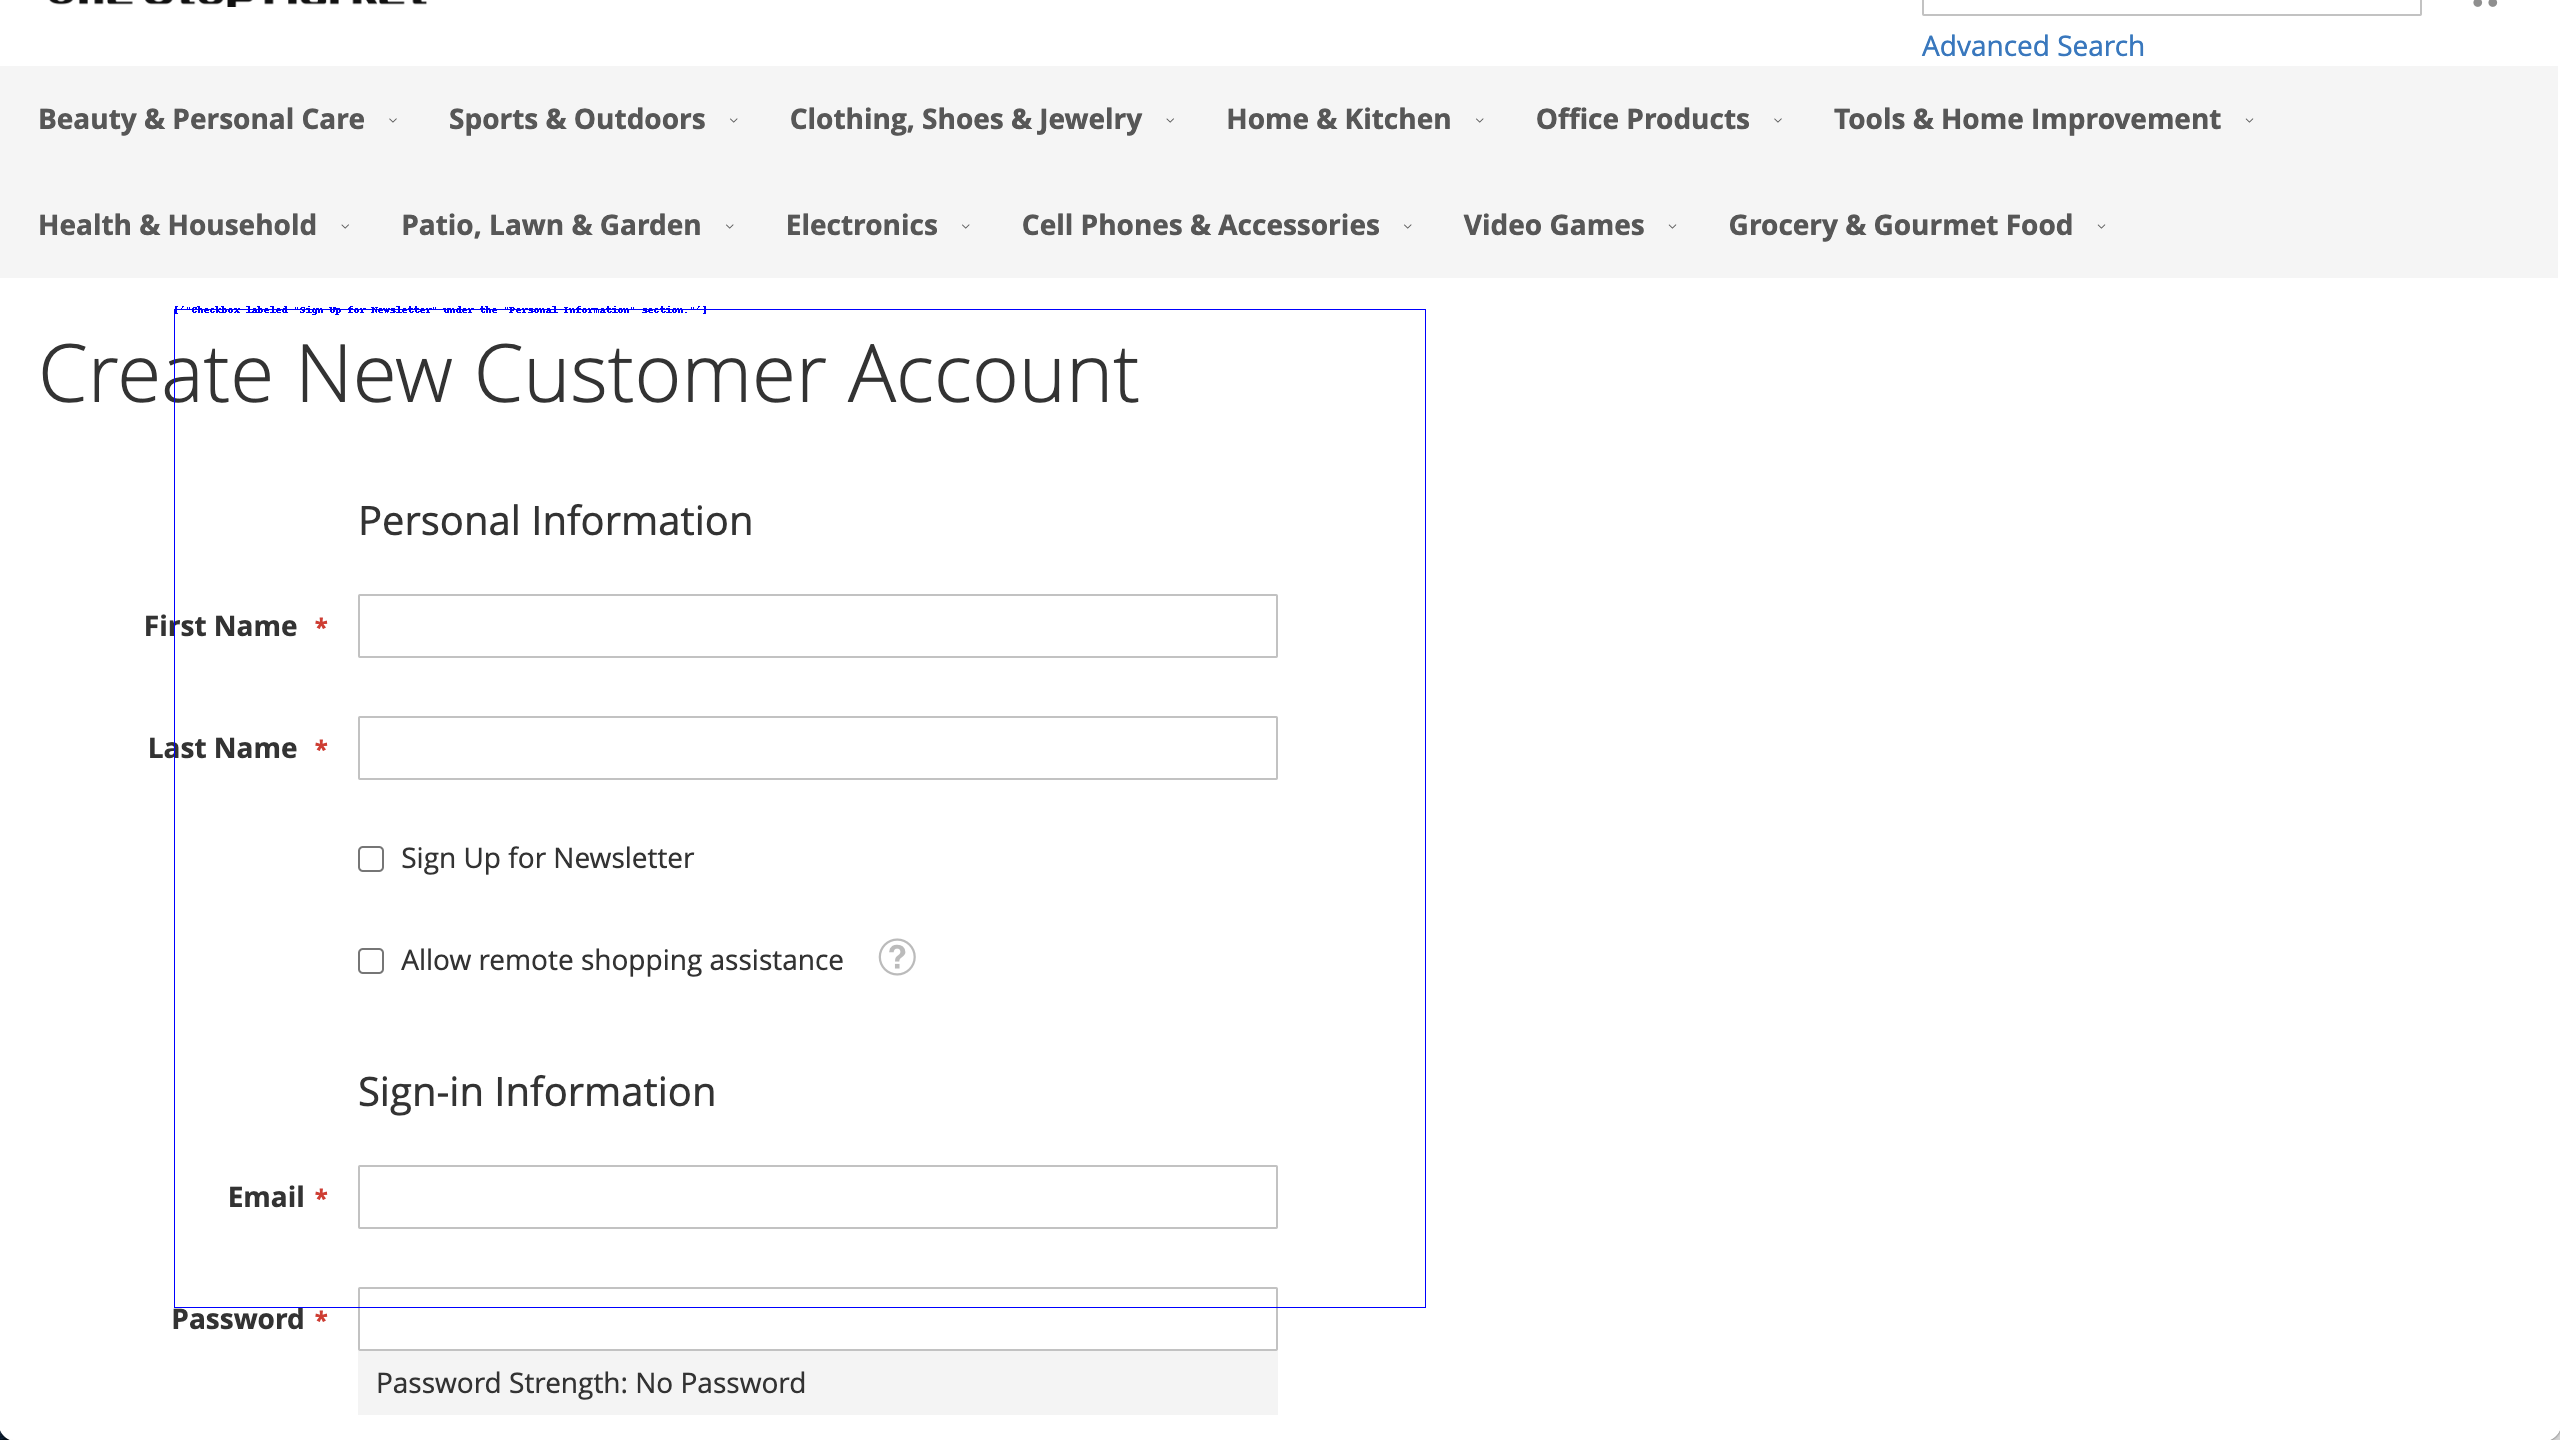 One Stop Market
Advanced Search
Beauty & Personal Care
Sports & Outdoors
Clothing, Shoes & Jewelry
Home & Kitchen
Office Products
Tools & Home Improvement
Health & Household
Patio, Lawn & Garden
Electronics
Cell Phones & Accessories
Video Games
Grocery & Gourmet Food
['"Checkbox labeled "Sign Up for Newsletter" under the "Personal Information" section."']
Create New Customer Account
Personal Information
First Name *
Last Name *
Sign Up for Newsletter
Allow remote shopping assistance ?
Sign-in Information
Email *
Password *
Password Strength: No Password